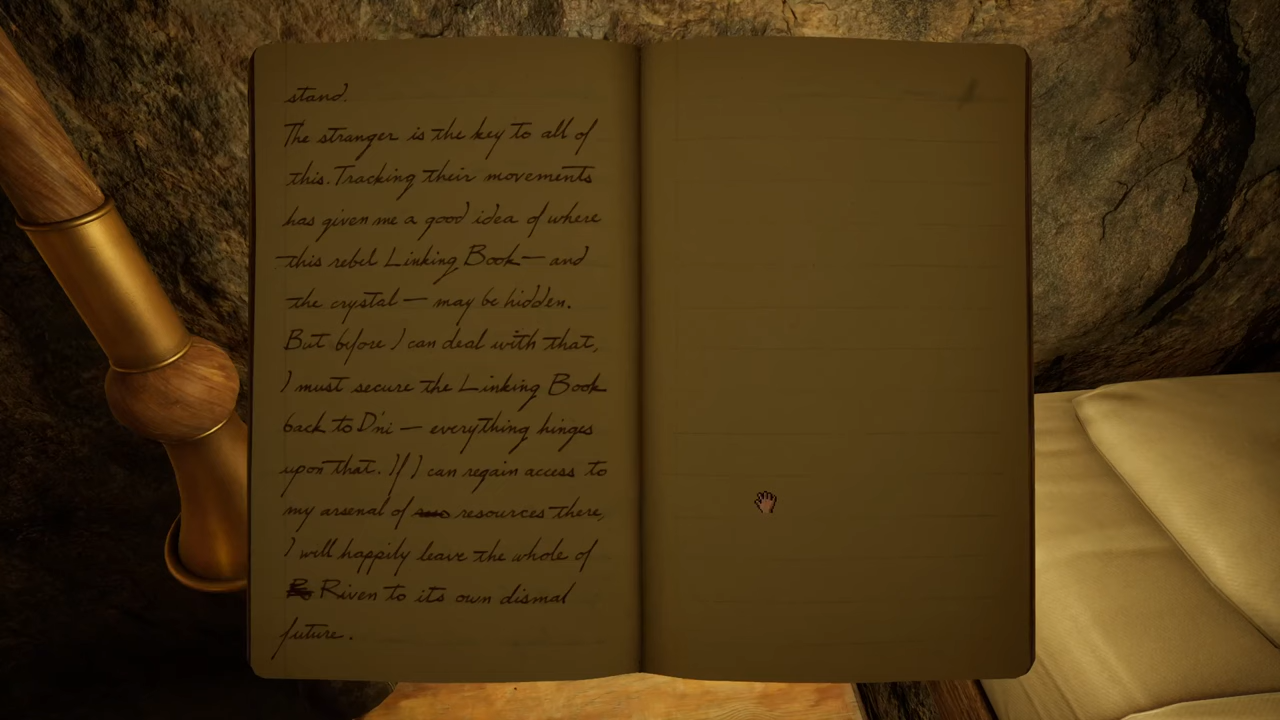 stand.
The stranger is the key to all of
this. Tracking their movements
has given me a good idea of where
this rebel Linking Book — and
the crystal — may be hidden.
But before I can deal with that,
I must secure the Linking Book
back to D'ni — everything hinges
upon that. If I can regain access to
my arsenal of resources there,
I will happily leave the whole of
Riven to its own dismal
future.